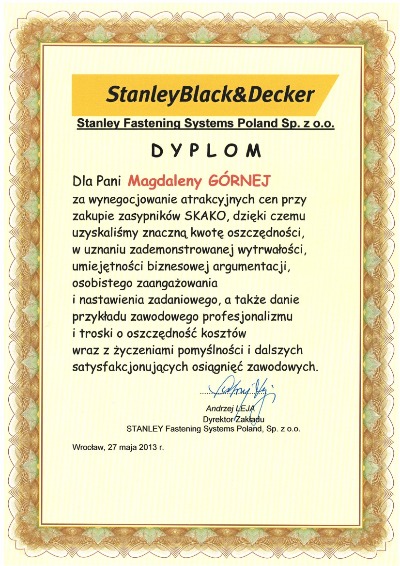 StanleyBlack&Decker
Stanley Fastening Systems Poland Sp. z o.o.
DYPLOM
Dla Pani Magdaleny GÓRNEJ
za wynegocjowanie atrakcyjnych cen przy
zakupie zasypników SKAKO, dzięki czemu
uzyskaliśmy znaczną kwotę oszczędności,
w uznaniu zademonstrowanej wytrwałości,
umiejętności biznesowej argumentacji,
osobistego zaangażowania
i nastawienia zadaniowego, a także danie
przykładu zawodowego profesjonalizmu
i troski o oszczędność kosztów
wraz z życzeniami pomyślności i dalszych
satysfakcjonujących osiągnięć zawodowych.
Andrzej LEJA
Dyrektor Zakładu
STANLEY Fastening Systems Poland, Sp. z o.o.
Wrocław, 27 maja 2013 r.